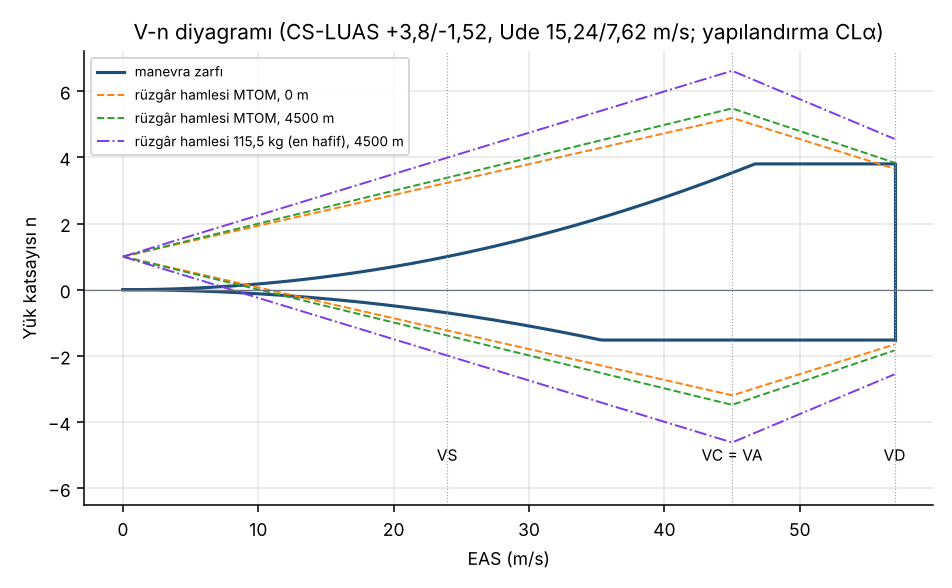 V-n diyagramı (CS-LUAS +3,8/-1,52, Ude 15,24/7,62 m/s; yapılandırma CLα)
manevra zarfı
rüzgâr hamlesi MTOM, 0 m
rüzgâr hamlesi MTOM, 4500 m
rüzgâr hamlesi 115,5 kg (en hafif), 4500 m
Yük katsayısı n
6
4
2
0
−2
−4
−6
VS
VC = VA
VD
0
10
20
30
40
50
EAS (m/s)